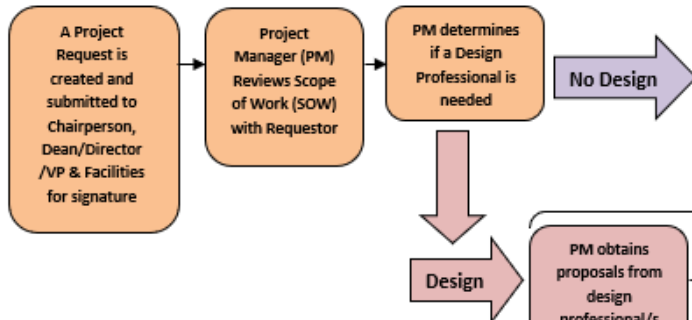 A Project
Request is
created and
submitted to
Chairperson,
Dean/Director
/VP & Facilities
for signature
Project
Manager (PM)
Reviews Scope
of Work (SOW)
with Requestor
PM determines
if a Design
Professional is
needed
No Design
Design
PM obtains
proposals from
design
professional/s